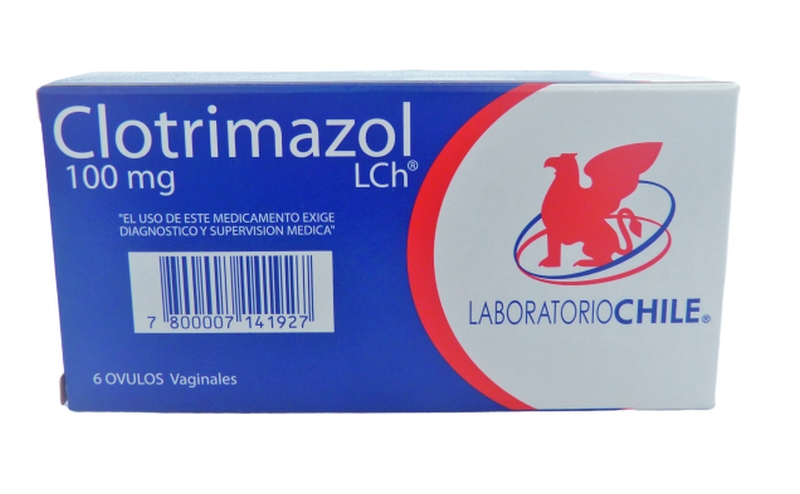 Clotrimazol
100 mg LCh®
"EL USO DE ESTE MEDICAMENTO EXIGE
DIAGNOSTICO Y SUPERVISION MEDICA"
7 800007 141927
6 OVULOS Vaginales
LABORATORIOCHILE®